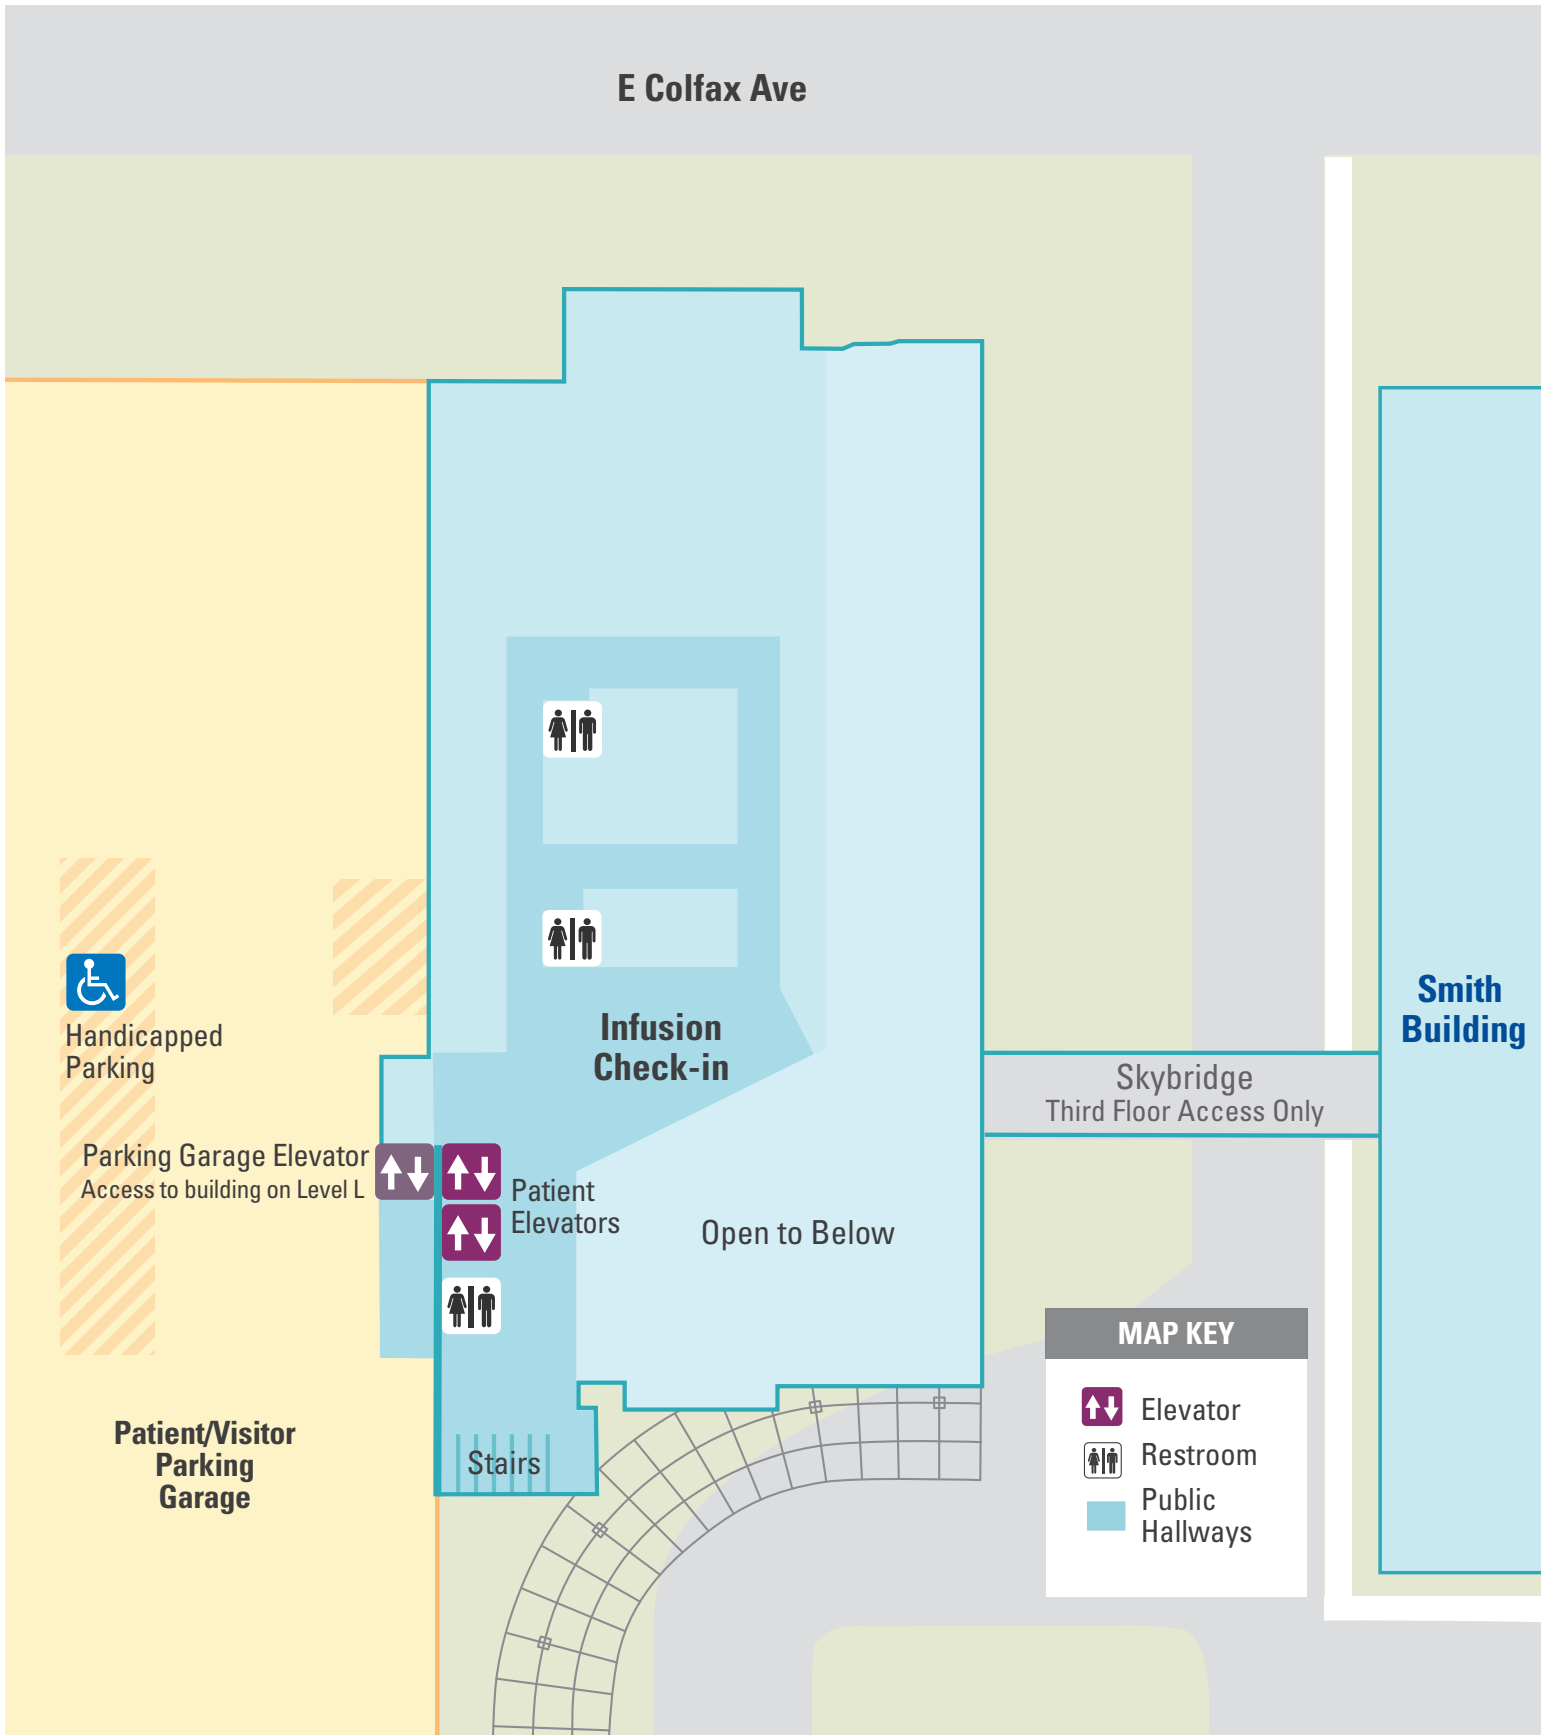 E Colfax Ave
Infusion
Check-in
Smith
Building
Handicapped
Parking
Skybridge
Third Floor Access Only
Parking Garage Elevator
Access to building on Level L
Patient
Elevators
Open to Below
MAP KEY
Elevator
Restroom
Public
Hallways
Patient/Visitor
Parking
Garage
Stairs